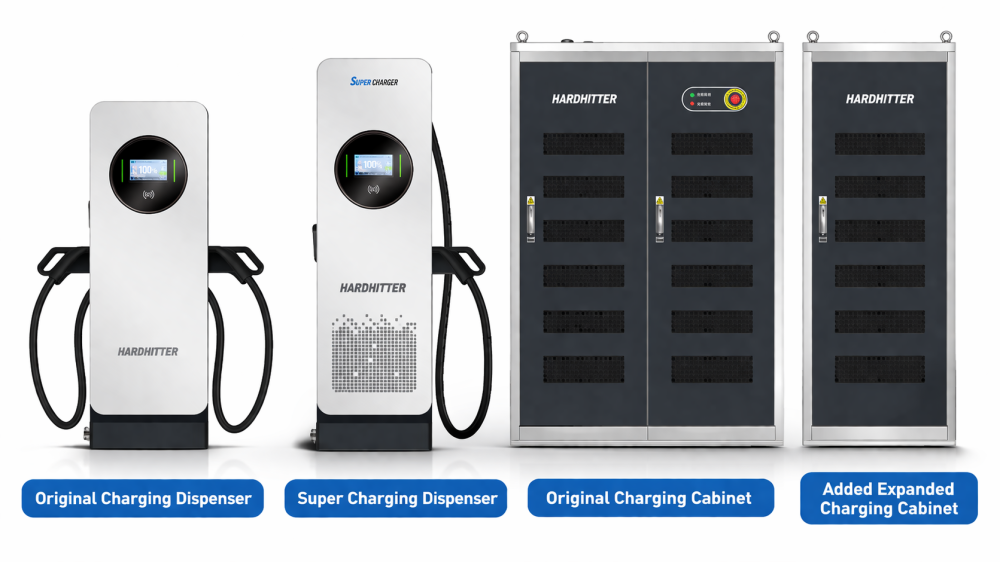 SUPER CHARGER
100%
100%
HARDHITTER
HARDHITTER
HARDHITTER
HARDHITTER
Original Charging Dispenser
Super Charging Dispenser
Original Charging Cabinet
Added Expanded
Charging Cabinet